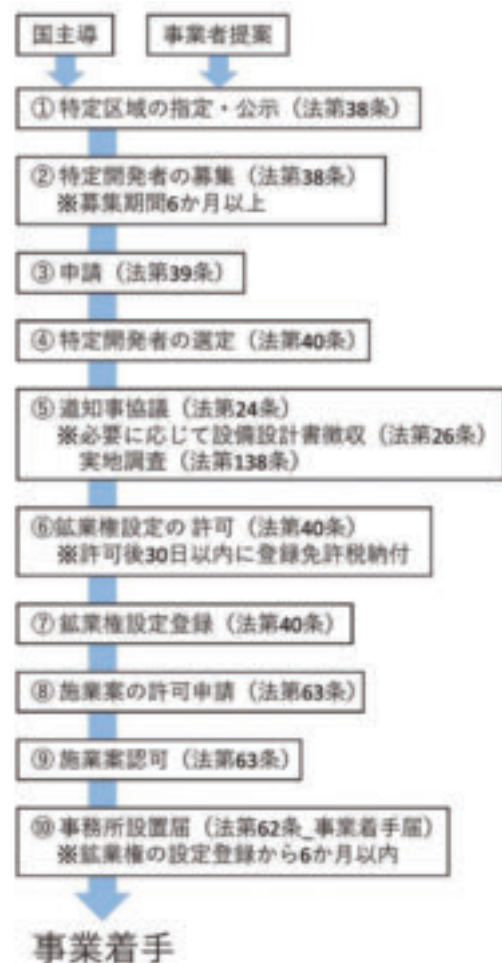 国主導
事業者提案
① 特定区域の指定・公示（法第38条）
② 特定開発者の募集（法第38条）
※募集期間6か月以上
③ 申請（法第39条）
④ 特定開発者の選定（法第40条）
⑤ 道知事協議（法第24条）
※必要に応じて設備設計書徴収（法第26条）
実地調査（法第138条）
⑥鉱業権設定の 許可（法第40条）
※許可後30日以内に登録免許税納付
⑦ 鉱業権設定登録（法第40条）
⑧ 施業案の許可申請（法第63条）
⑨ 施業案認可（法第63条）
⑩ 事務所設置届（法第62条_事業着手届）
※鉱業権の設定登録から6か月以内
事業着手